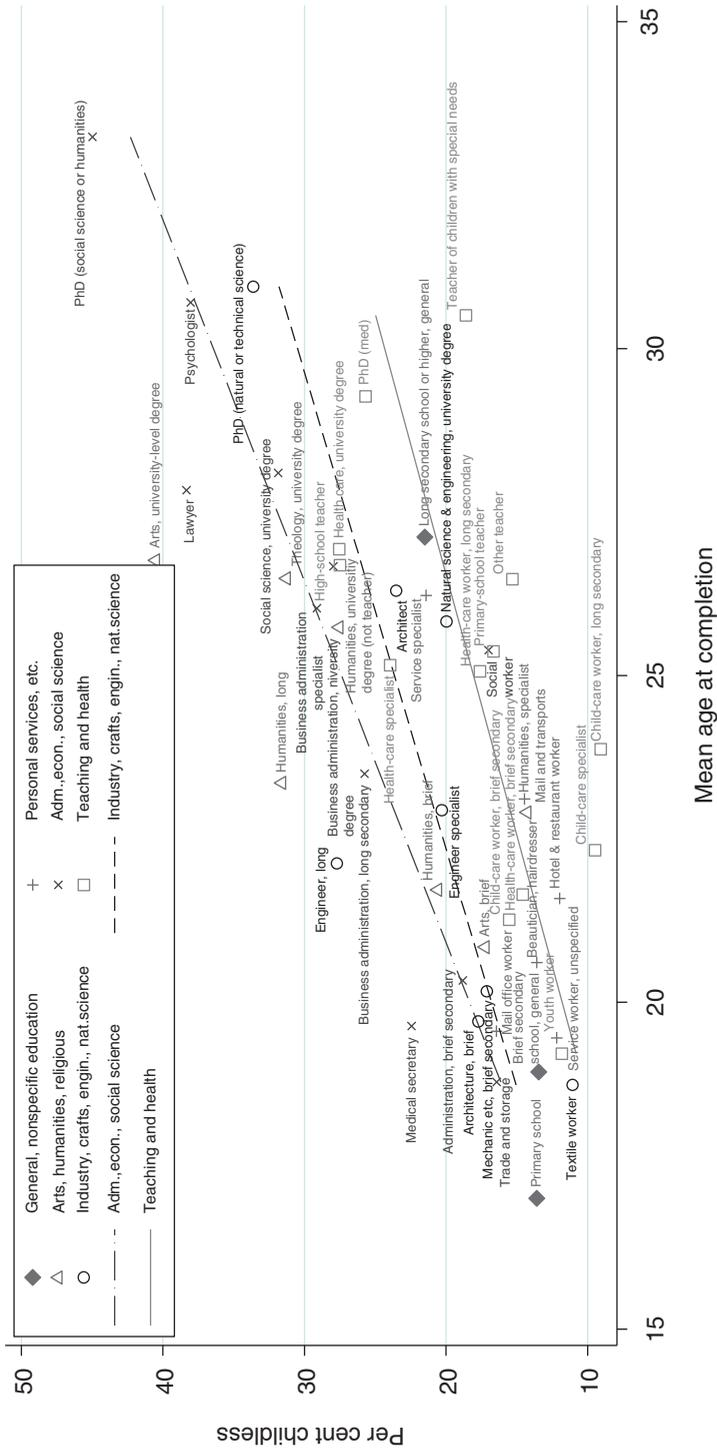 50
40
30
20
10
Per cent childless
15
20
25
30
35
Mean age at completion
General, nonspecific education
Personal services, etc.
Arts, humanities, religious
Adm.,econ., social science
Industry, crafts, engin., nat.science
Teaching and health
Adm.,econ., social science
Industry, crafts, engin., nat.science
Teaching and health
PhD (social science or humanities)
Arts, university-level degree
Psychologist
Lawyer
PhD (natural or technical science)
Social science, university degree
Theology, university degree
Humanities, long
Business administration
specialist
High-school teacher
Health-care, university degree
Business administration, niversity
degree
Humanities, university
degree (not teacher)
Engineer, long
PhD (med)
Business administration, long secondary
Health-care specialist
Architect
Service specialist
Medical secretary
Long secondary school or higher, general
Humanities, brief
Natural science & engineering, university degree
Teacher of children with special needs
Engineer specialist
Administration, brief secondary
Health-care worker, long secondary
Architecture, brief
Primary-school teacher
Arts, brief
Mechanic etc, brief secondary
Social
worker
Other teacher
Child-care worker, brief secondary
Trade and storage
Mail office worker
Health-care worker, brief secondary
Humanities, specialist
Brief secondary
school, general
Beautician, hairdresser
Mail and transports
Primary school
Youth worker
Hotel & restaurant worker
Textile worker
Service worker, unspecified
Child-care specialist
Child-care worker, long secondary